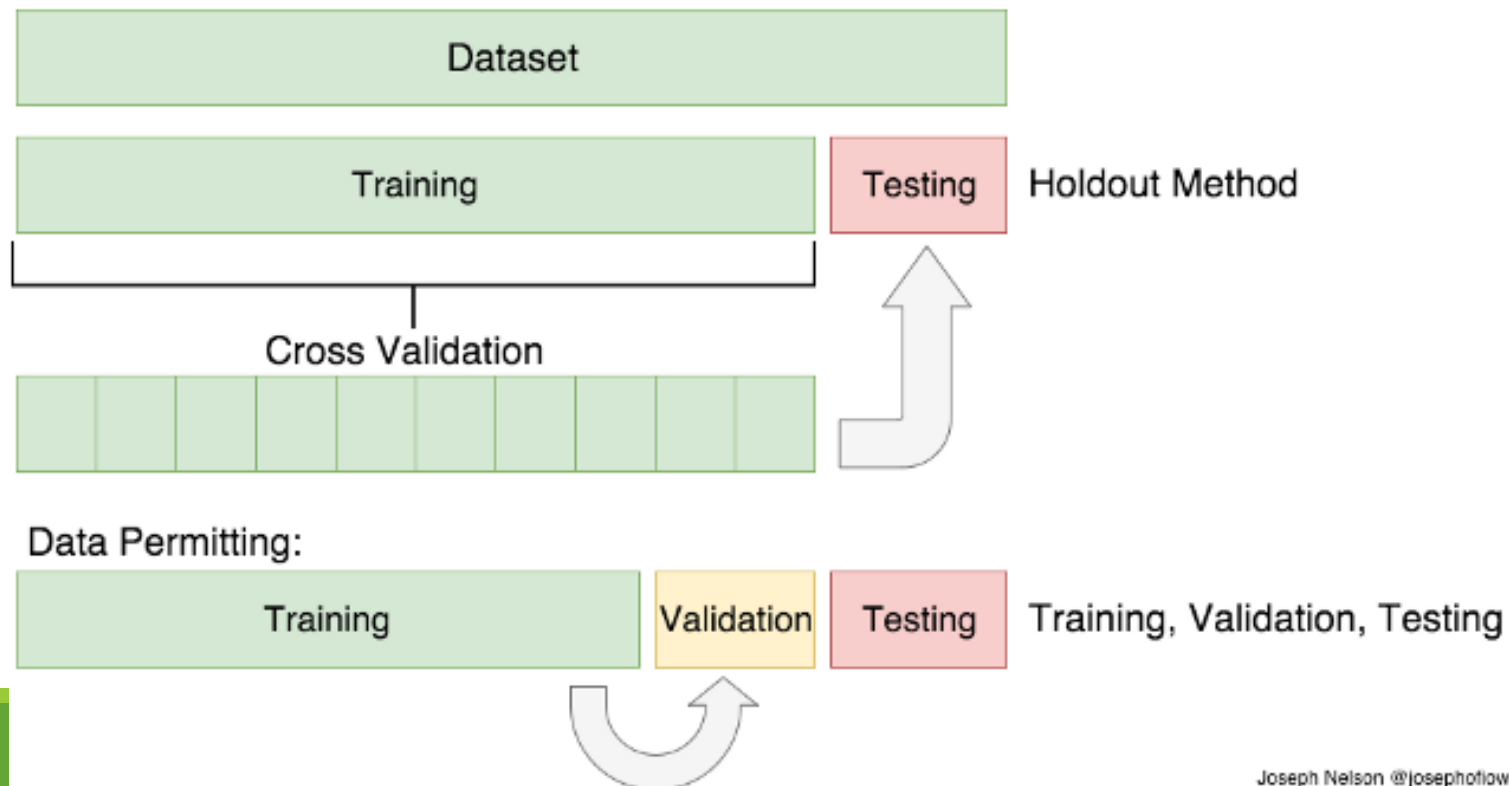 Dataset
Training
Testing
Holdout Method
Cross Validation
Data Permitting:
Training
Validation
Testing
Training, Validation, Testing
Joseph Nelson @josephofiow